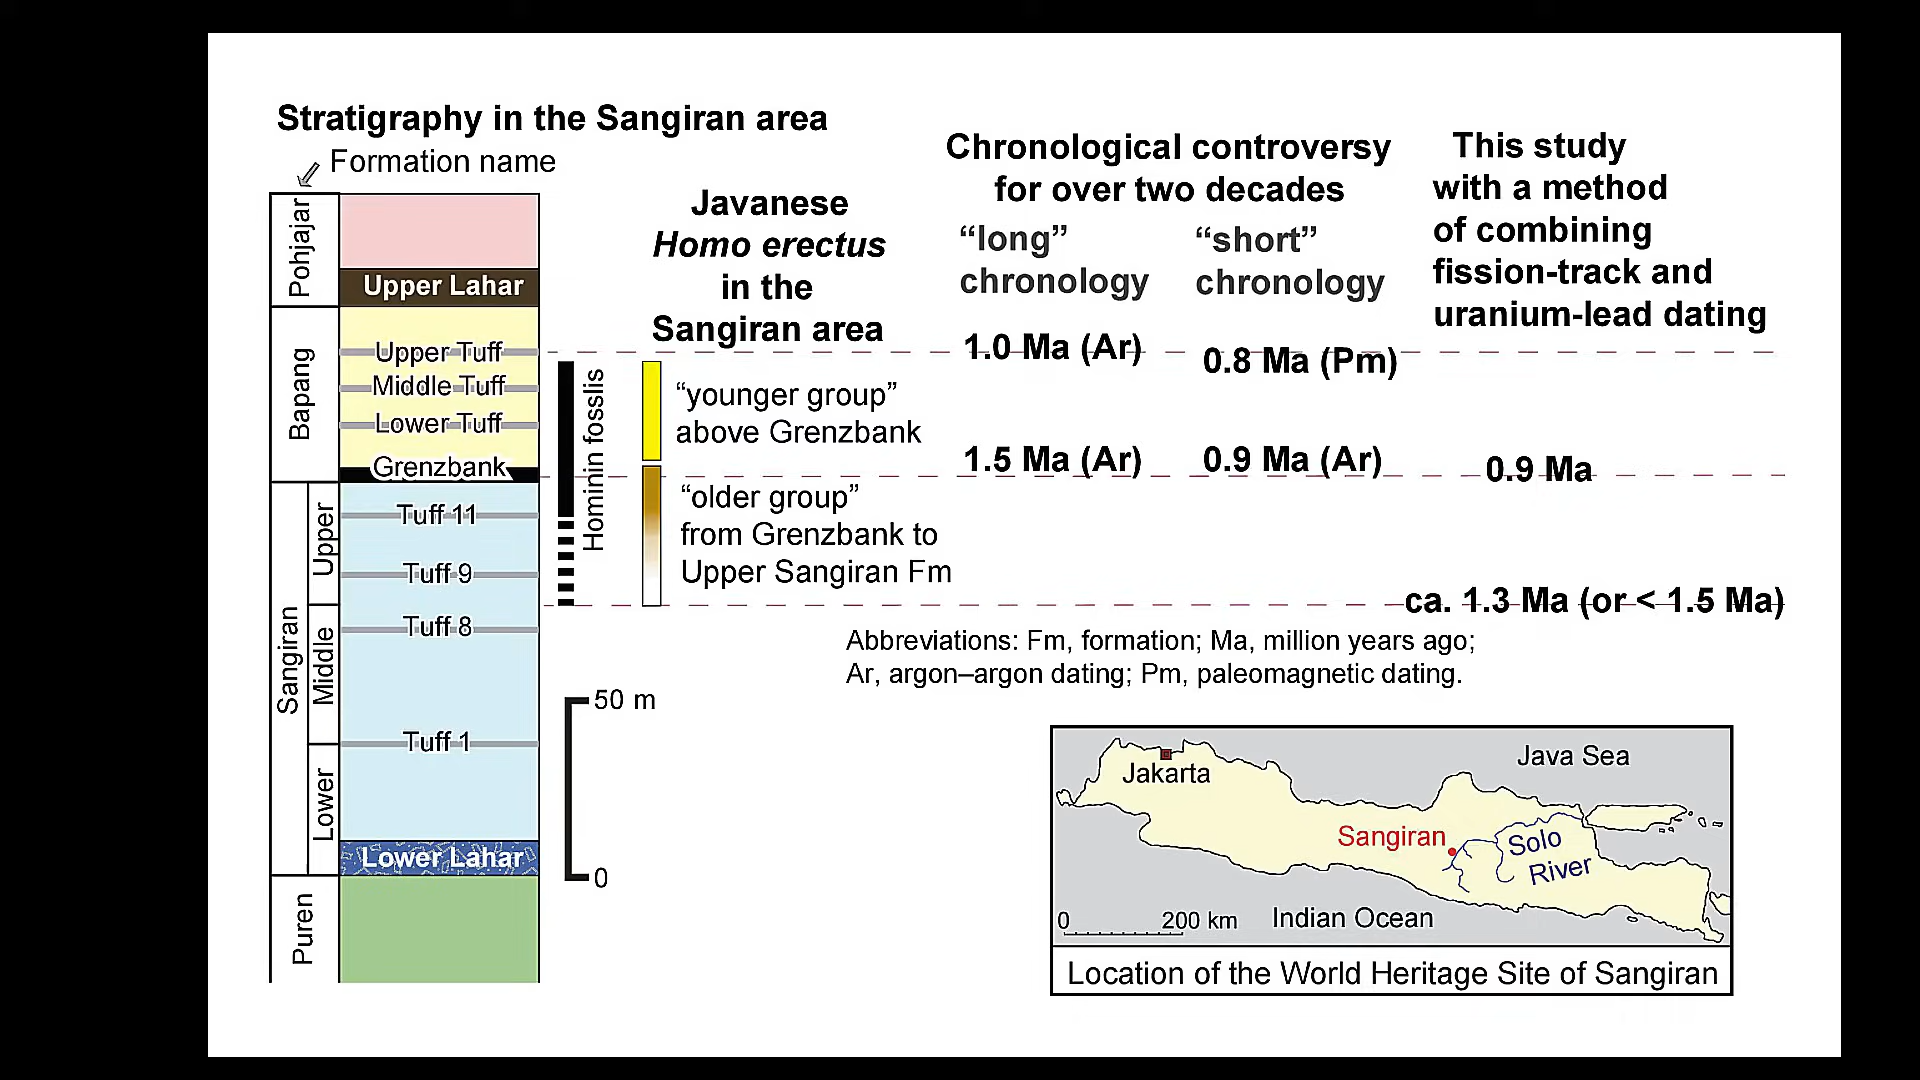 Stratigraphy in the Sangiran area
Formation name
Pohjajar
Upper Lahar
Bapang
Upper Tuff
Middle Tuff
Lower Tuff
Grenzbank
Sangiran
Upper
Tuff 11
Tuff 9
Middle
Tuff 8
Tuff 1
Lower
Lower Lahar
Puren
Hominin fosslis
50 m
0
Javanese
Homo erectus
in the
Sangiran area
“younger group”
above Grenzbank
“older group”
from Grenzbank to
Upper Sangiran Fm
Chronological controversy
for over two decades
“long”
chronology
1.0 Ma (Ar)
1.5 Ma (Ar)
“short”
chronology
0.8 Ma (Pm)
0.9 Ma (Ar)
This study
with a method
of combining
fission-track and
uranium-lead dating
0.9 Ma
ca. 1.3 Ma (or < 1.5 Ma)
Abbreviations: Fm, formation; Ma, million years ago;
Ar, argon–argon dating; Pm, paleomagnetic dating.
Jakarta
Java Sea
Sangiran
Solo
River
0
200 km
Indian Ocean
Location of the World Heritage Site of Sangiran